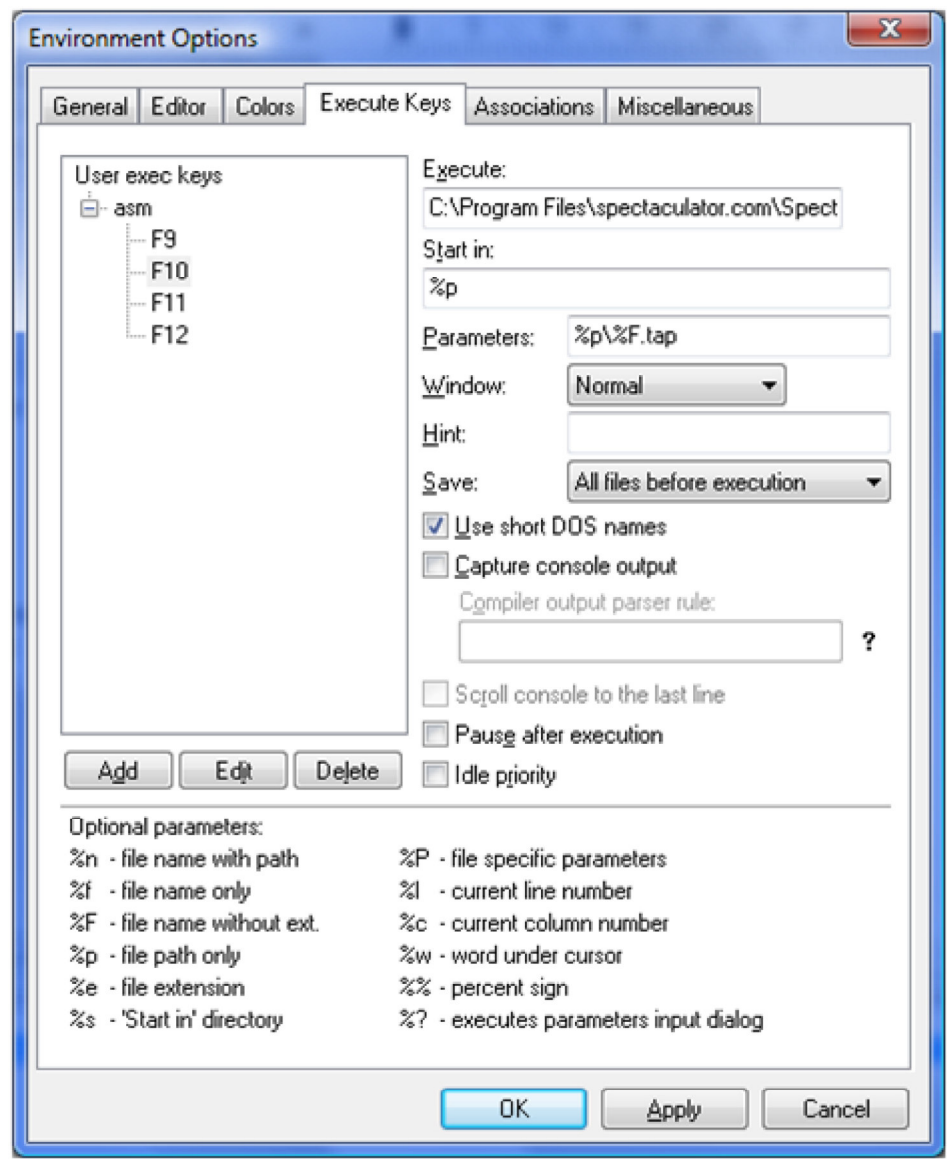 Environment Options
X
General Editor Colors Execute Keys Associations Miscellaneous
User exec keys
asm
F9
F10
F11
F12
Execute:
C:\Program Files\spectaculator.com\Spect
Start in:
%p
Parameters: %p\%F.tap
Window: Normal
Hint:
Save: All files before execution
Use short DOS names
Capture console output
Compiler output parser rule:
?
Scroll console to the last line
Pause after execution
Idle priority
Add Edit Delete
Optional parameters:
%n - file name with path %P - file specific parameters
%f - file name only %l - current line number
%F - file name without ext. %c - current column number
%p - file path only %w - word under cursor
%e - file extension %% - percent sign
%s - 'Start in' directory %? - executes parameters input dialog
OK Apply Cancel